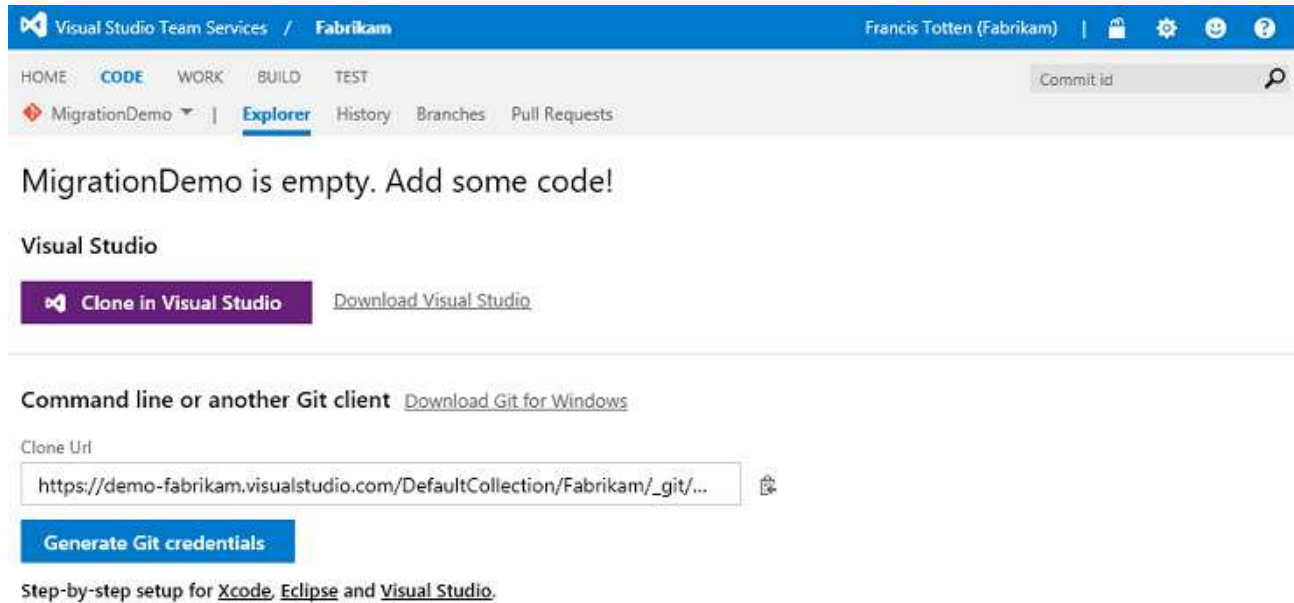 Visual Studio Team Services / Fabrikam Francis Totten (Fabrikam) |
HOME CODE WORK BUILD TEST Commit id
MigrationDemo | Explorer History Branches Pull Requests
MigrationDemo is empty. Add some code!
Visual Studio
Clone in Visual Studio Download Visual Studio
Command line or another Git client Download Git for Windows
Clone Url
https://demo-fabrikam.visualstudio.com/DefaultCollection/Fabrikam/_git/...
Generate Git credentials
Step-by-step setup for Xcode, Eclipse and Visual Studio.